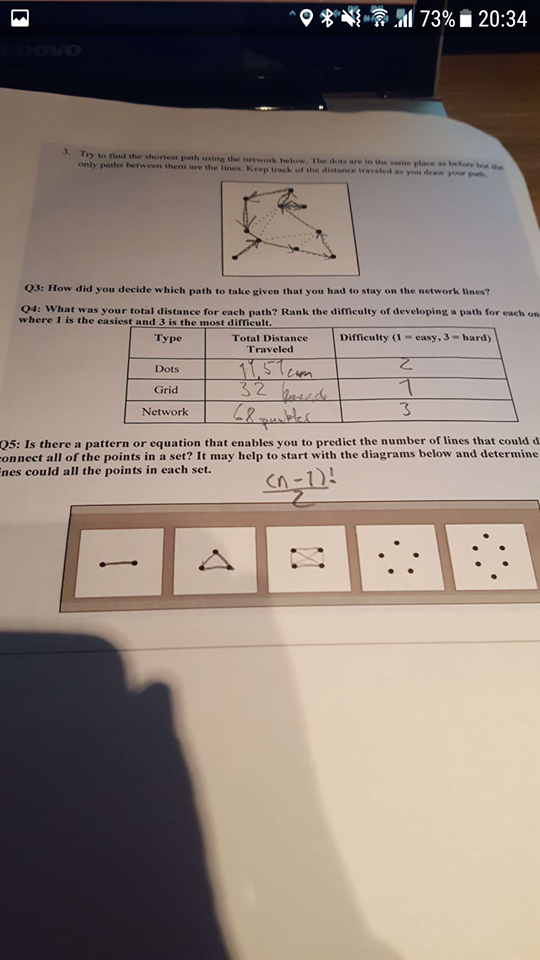 73% 20:34
enovo
3. Try to find the shortest path using the network below. The dots are in the same place as before but the
only paths between them are the lines. Keep track of the distance traveled as you draw your path.
Q3: How did you decide which path to take given that you had to stay on the network lines?
Q4: What was your total distance for each path? Rank the difficulty of developing a path for each on
where 1 is the easiest and 3 is the most difficult.
Type Total Distance Traveled Difficulty (1 = easy, 3 = hard)
Dots cm 2
Grid 32 1
Network 68 3
Q5: Is there a pattern or equation that enables you to predict the number of lines that could d
connect all of the points in a set? It may help to start with the diagrams below and determine
ines could all the points in each set.
(n-1)!
2